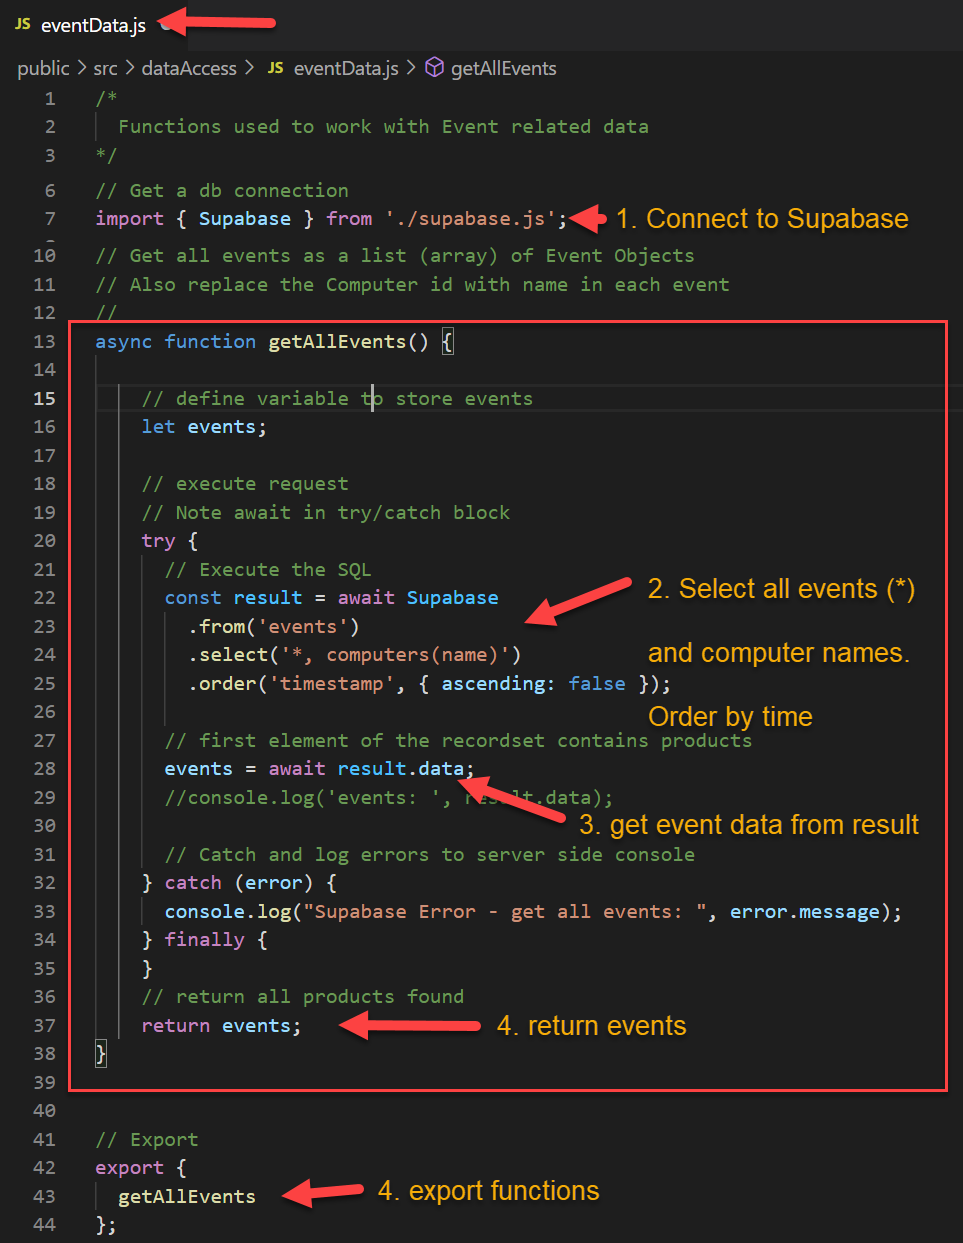 JS eventData.js
public > src > dataAccess > JS eventData.js > getAllEvents
1 /*
2 Functions used to work with Event related data
3 */
6 // Get a db connection
7 import { Supabase } from './supabase.js'; 1. Connect to Supabase
10 // Get all events as a list (array) of Event Objects
11 // Also replace the Computer id with name in each event
12 //
13 async function getAllEvents() {
14
15 // define variable to store events
16 let events;
17
18 // execute request
19 // Note await in try/catch block
20 try {
21 // Execute the SQL
22 const result = await Supabase 2. Select all events (*)
23 .from('events')
24 .select('*, computers(name)') and computer names.
25 .order('timestamp', { ascending: false });
26 Order by time
27 // first element of the recordset contains products
28 events = await result.data;
29 //console.log('events: ', result.data);
30 3. get event data from result
31 // Catch and log errors to server side console
32 } catch (error) {
33 console.log("Supabase Error - get all events: ", error.message);
34 } finally {
35 }
36 // return all products found
37 return events; 4. return events
38 }
39
40
41 // Export
42 export {
43 getAllEvents 4. export functions
44 };